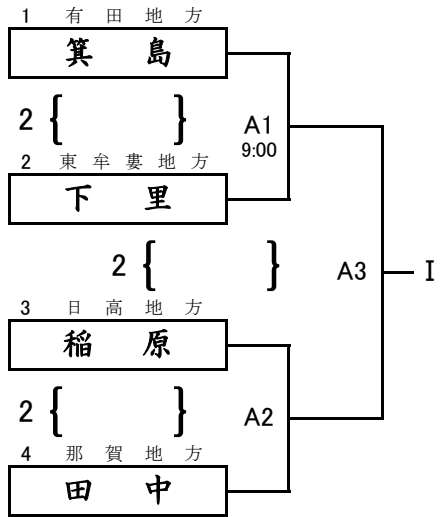 1 有田地方
箕島
2 { }
A1
9:00
2 東牟婁地方
下里
2 { }
A3
I
3 日高地方
稲原
2 { }
A2
4 那賀地方
田中